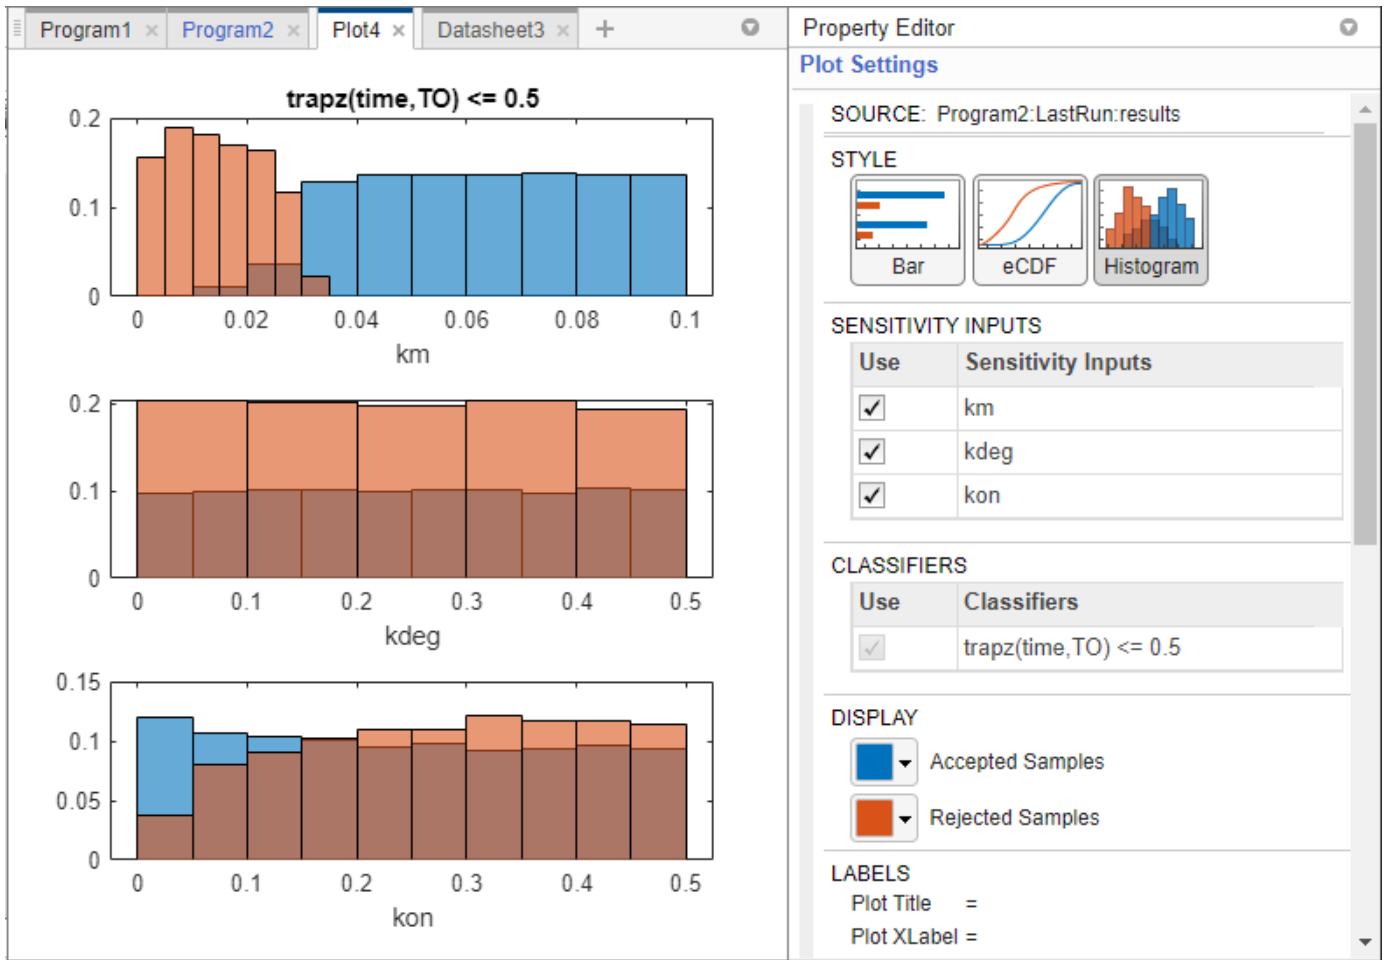 Program1 × Program2 × Plot4 × Datasheet3 × +
trapz(time,TO) <= 0.5
0.2
0.1
0
0 0.02 0.04 0.06 0.08 0.1
km
0.2
0.1
0
0 0.1 0.2 0.3 0.4 0.5
kdeg
0.15
0.1
0.05
0
0 0.1 0.2 0.3 0.4 0.5
kon
Property Editor
Plot Settings
SOURCE: Program2:LastRun:results
STYLE
Bar eCDF Histogram
SENSITIVITY INPUTS
Use Sensitivity Inputs
km
kdeg
kon
CLASSIFIERS
Use Classifiers
trapz(time,TO) <= 0.5
DISPLAY
Accepted Samples
Rejected Samples
LABELS
Plot Title =
Plot XLabel =